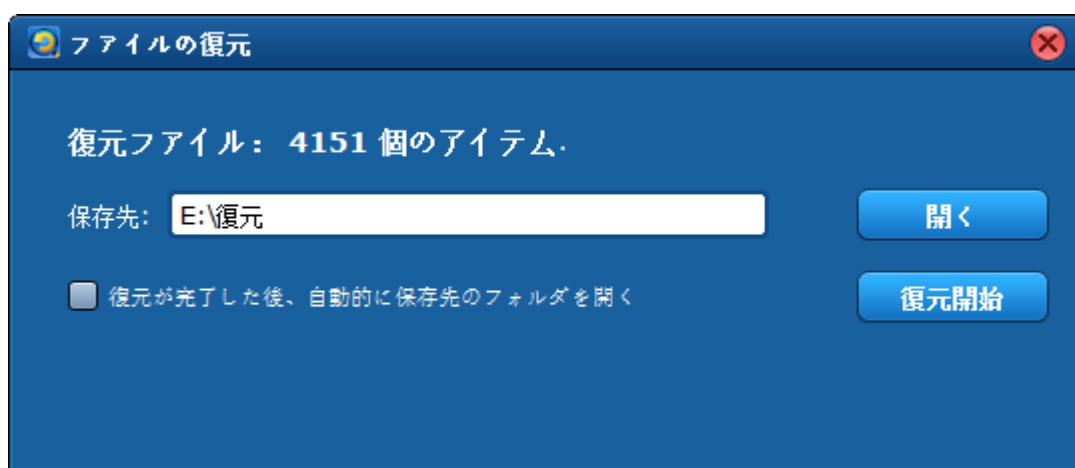 ファイルの復元
復元ファイル： 4151 個のアイテム.
保存先： E:\復元 開く
復元が完了した後、自動的に保存先のフォルダを開く 復元開始